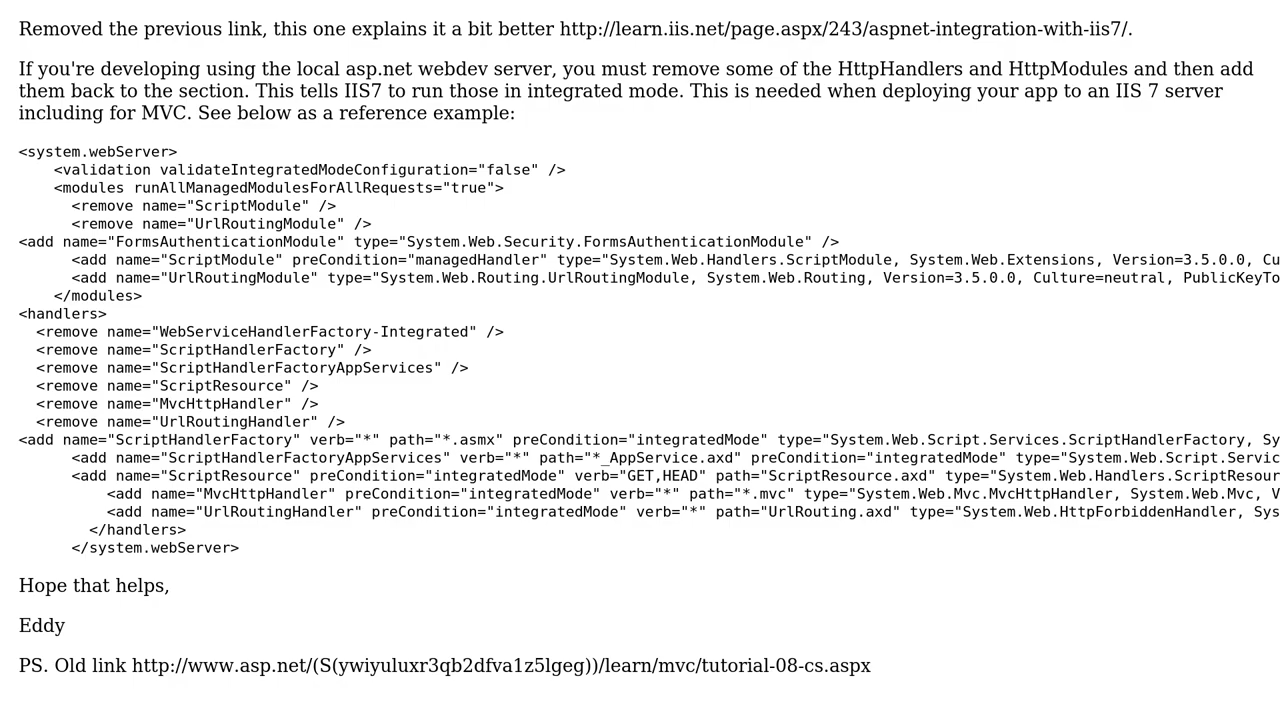 Removed the previous link, this one explains it a bit better http://learn.iis.net/page.aspx/243/aspnet-integration-with-iis7/.
If you're developing using the local asp.net webdev server, you must remove some of the HttpHandlers and HttpModules and then add
them back to the section. This tells IIS7 to run those in integrated mode. This is needed when deploying your app to an IIS 7 server
including for MVC. See below as a reference example:
<system.webServer>
    <validation validateIntegratedModeConfiguration="false" />
    <modules runAllManagedModulesForAllRequests="true">
      <remove name="ScriptModule" />
      <remove name="UrlRoutingModule" />
<add name="FormsAuthenticationModule" type="System.Web.Security.FormsAuthenticationModule" />
      <add name="ScriptModule" preCondition="managedHandler" type="System.Web.Handlers.ScriptModule, System.Web.Extensions, Version=3.5.0.0, Cu
      <add name="UrlRoutingModule" type="System.Web.Routing.UrlRoutingModule, System.Web.Routing, Version=3.5.0.0, Culture=neutral, PublicKeyTo
    </modules>
<handlers>
  <remove name="WebServiceHandlerFactory-Integrated" />
  <remove name="ScriptHandlerFactory" />
  <remove name="ScriptHandlerFactoryAppServices" />
  <remove name="ScriptResource" />
  <remove name="MvcHttpHandler" />
  <remove name="UrlRoutingHandler" />
<add name="ScriptHandlerFactory" verb="*" path="*.asmx" preCondition="integratedMode" type="System.Web.Script.Services.ScriptHandlerFactory, Sy
      <add name="ScriptHandlerFactoryAppServices" verb="*" path="*_AppService.axd" preCondition="integratedMode" type="System.Web.Script.Servic
      <add name="ScriptResource" preCondition="integratedMode" verb="GET,HEAD" path="ScriptResource.axd" type="System.Web.Handlers.ScriptResour
          <add name="MvcHttpHandler" preCondition="integratedMode" verb="*" path="*.mvc" type="System.Web.Mvc.MvcHttpHandler, System.Web.Mvc, V
          <add name="UrlRoutingHandler" preCondition="integratedMode" verb="*" path="UrlRouting.axd" type="System.Web.HttpForbiddenHandler, Sys
        </handlers>
      </system.webServer>
Hope that helps,
Eddy
PS. Old link http://www.asp.net/(S(ywiyuluxr3qb2dfva1z5lgeg))/learn/mvc/tutorial-08-cs.aspx